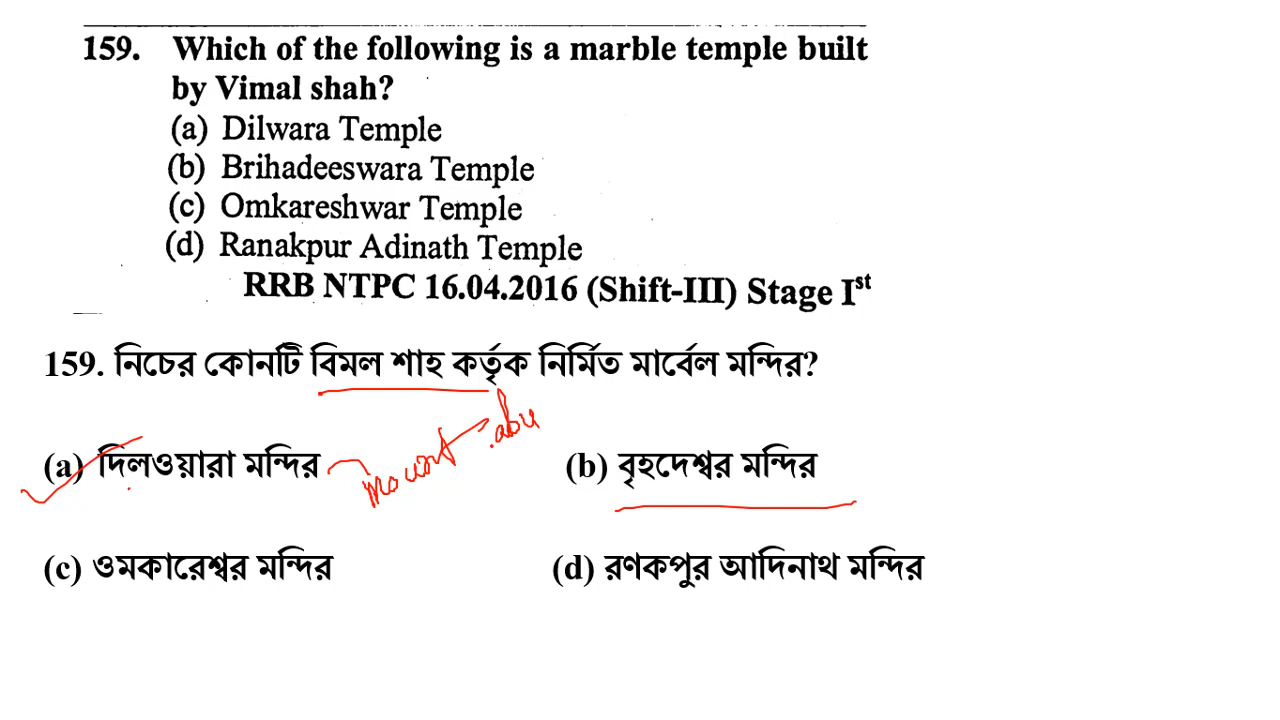 159. Which of the following is a marble temple built
by Vimal shah?
(a) Dilwara Temple
(b) Brihadeeswara Temple
(c) Omkareshwar Temple
(d) Ranakpur Adinath Temple
RRB NTPC 16.04.2016 (Shift-III) Stage Ist
159. নিচের কোনটি বিমল শাহ কর্তৃক নির্মিত মার্বেল মন্দির?
(a) দিলওয়ারা মন্দির mount abu (b) বৃহদেশ্বর মন্দির
(c) ওমকারেশ্বর মন্দির (d) রণকপুর আদিনাথ মন্দির